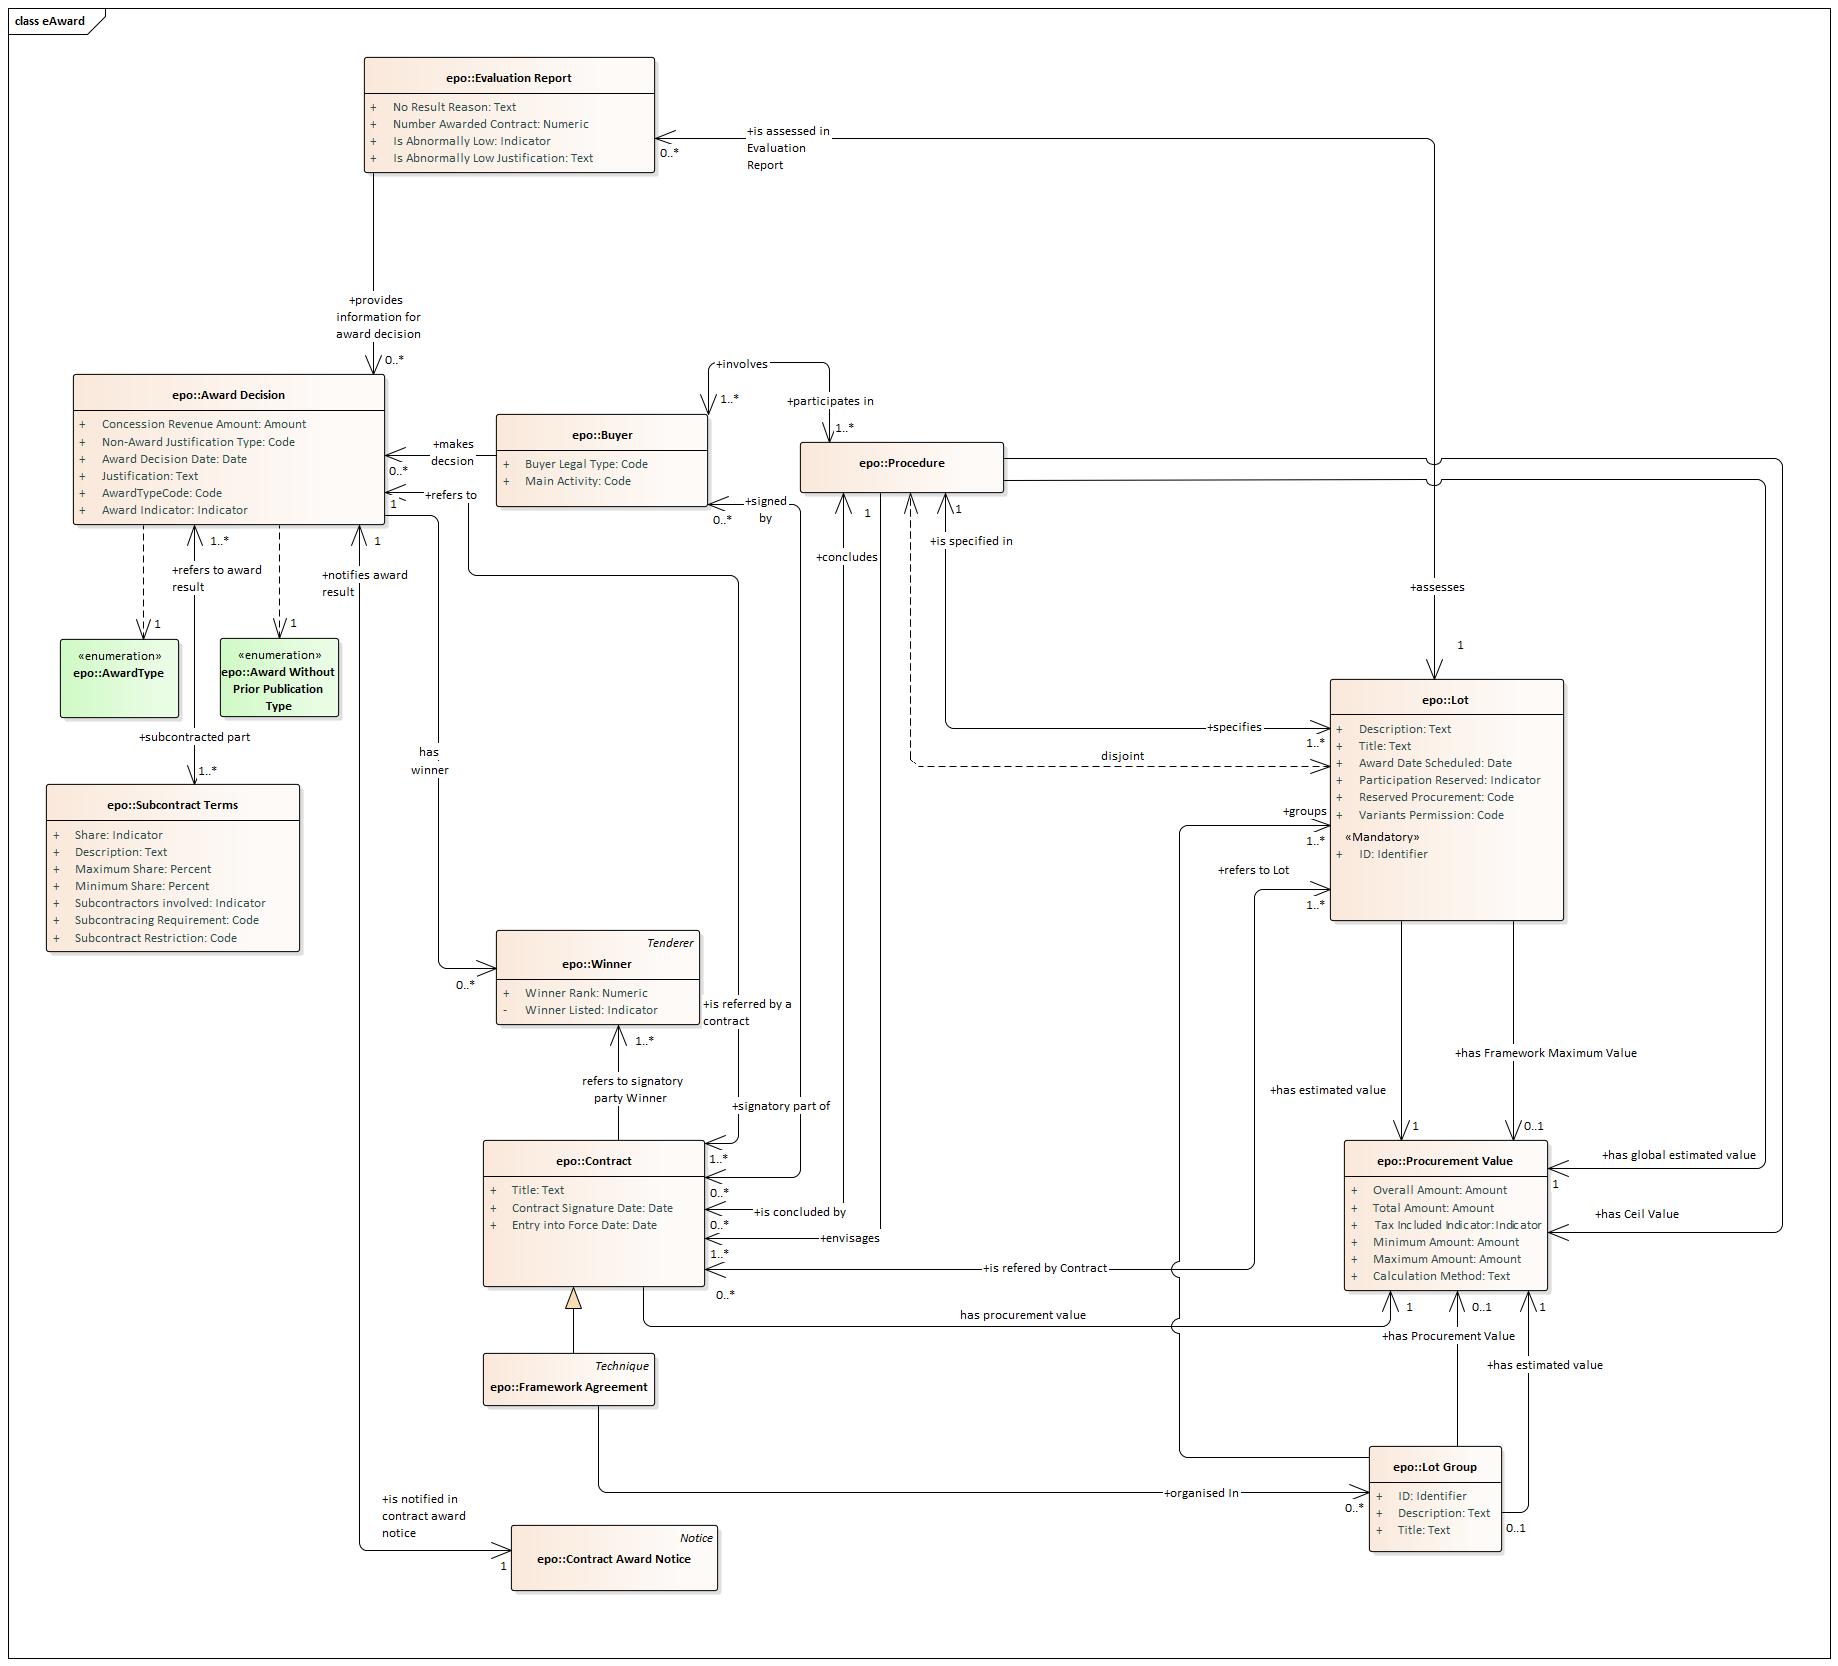 class eAward
epo::Evaluation Report
+ No Result Reason: Text
+ Number Awarded Contract: Numeric
+ Is Abnormally Low: Indicator
+ Is Abnormally Low Justification: Text
+is assessed in
Evaluation
Report
0..*
+provides
information for
award decision
0..*
epo::Award Decision
+ Concession Revenue Amount: Amount
+ Non-Award Justification Type: Code
+ Award Decision Date: Date
+ Justification: Text
+ AwardTypeCode: Code
+ Award Indicator: Indicator
+makes
decsion
0..*
+refers to
1
epo::Buyer
+ Buyer Legal Type: Code
+ Main Activity: Code
+involves
1..*
+participates in
1..*
+signed
by
0..*
epo::Procedure
1
+concludes
1
+is specified in
+assesses
1
1..*
+refers to award
result
1
+notifies award
result
1
«enumeration»
epo::AwardType
1
«enumeration»
epo::Award Without
Prior Publication
Type
+subcontracted part
1..*
has
winner
epo::Subcontract Terms
+ Share: Indicator
+ Description: Text
+ Maximum Share: Percent
+ Minimum Share: Percent
+ Subcontractors involved: Indicator
+ Subcontracing Requirement: Code
+ Subcontract Restriction: Code
+specifies
1..*
disjoint
epo::Lot
+ Description: Text
+ Title: Text
+ Award Date Scheduled: Date
+ Participation Reserved: Indicator
+ Reserved Procurement: Code
+ Variants Permission: Code
«Mandatory»
+ ID: Identifier
+groups
1..*
+refers to Lot
1..*
0..*
Tenderer
epo::Winner
+ Winner Rank: Numeric
- Winner Listed: Indicator
+is referred by a
contract
1..*
refers to signatory
party Winner
+signatory part of
+has Framework Maximum Value
+has estimated value
1
0..1
epo::Contract
+ Title: Text
+ Contract Signature Date: Date
+ Entry into Force Date: Date
1..*
0..*
+is concluded by
0..*
+envisages
1..*
+is refered by Contract
0..*
epo::Procurement Value
+ Overall Amount: Amount
+ Total Amount: Amount
+ Tax Included Indicator: Indicator
+ Minimum Amount: Amount
+ Maximum Amount: Amount
+ Calculation Method: Text
+has global estimated value
1
+has Ceil Value
has procurement value
1
0..1
1
+has Procurement Value
+has estimated value
Technique
epo::Framework Agreement
+organised In
0..*
epo::Lot Group
+ ID: Identifier
+ Description: Text
+ Title: Text
0..1
+is notified in
contract award
notice
1
Notice
epo::Contract Award Notice